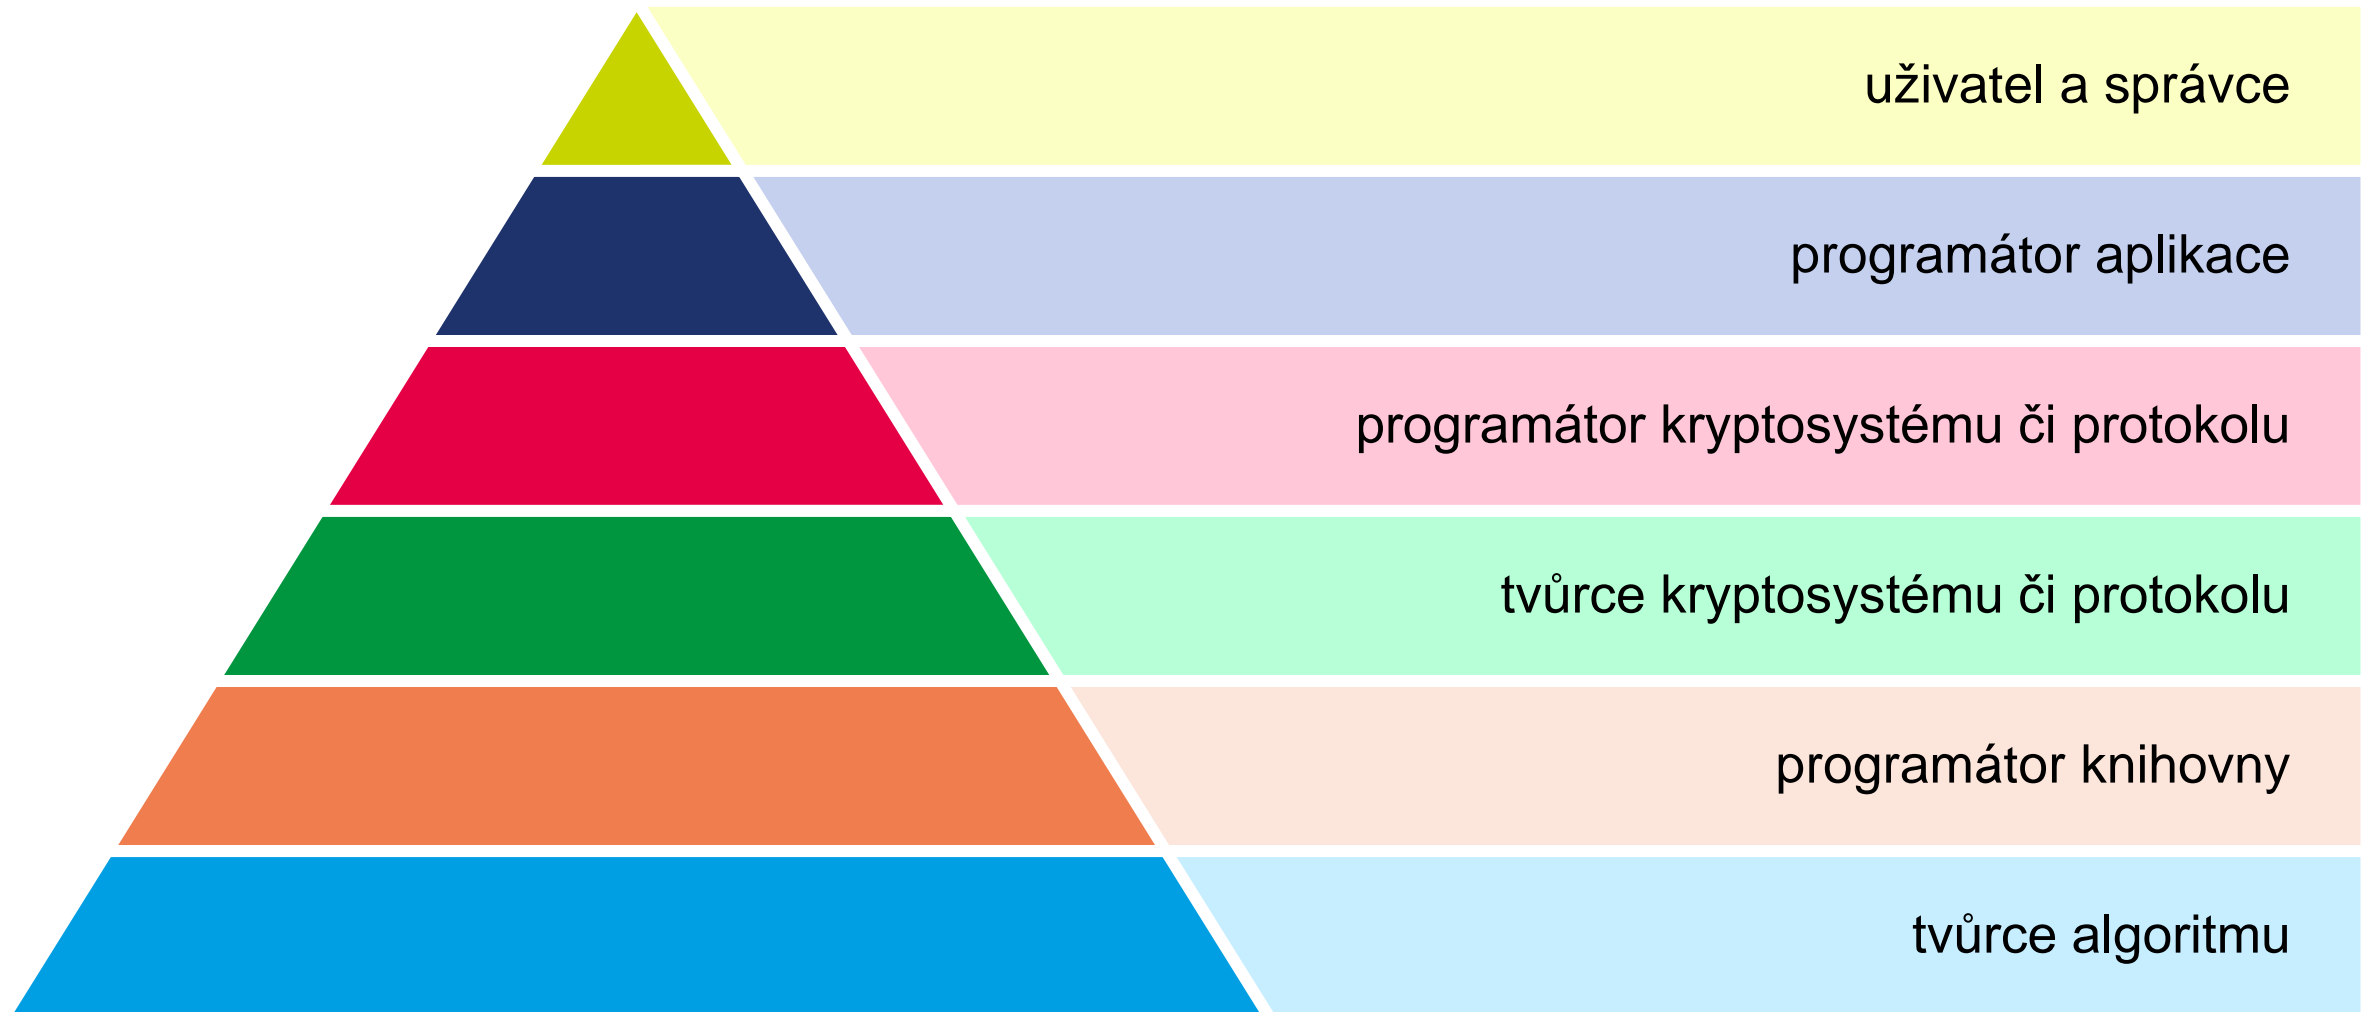 uživatel a správce
programátor aplikace
programátor kryptosystému či protokolu
tvůrce kryptosystému či protokolu
programátor knihovny
tvůrce algoritmu